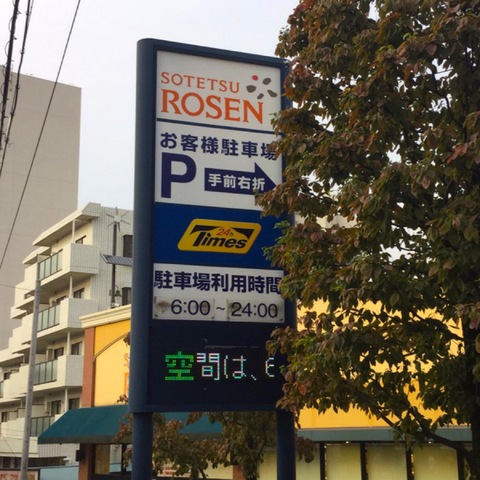 SOTETSU
ROSEN
お客様駐車場
P 手前右折
24h
Times
駐車場利用時間
6:00~24:00
空間は、6